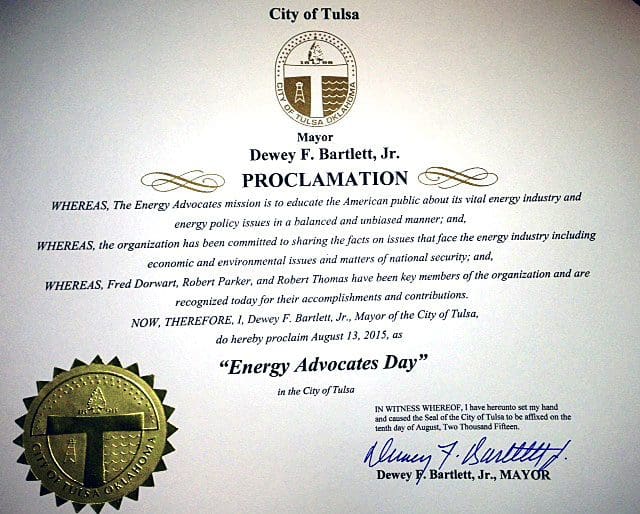 City of Tulsa
1898
CITY OF TULSA OKLAHOMA
Mayor
Dewey F. Bartlett, Jr.
PROCLAMATION
WHEREAS, The Energy Advocates mission is to educate the American public about its vital energy industry and
energy policy issues in a balanced and unbiased manner; and,
WHEREAS, the organization has been committed to sharing the facts on issues that face the energy industry including
economic and environmental issues and matters of national security; and,
WHEREAS, Fred Dorwart, Robert Parker, and Robert Thomas have been key members of the organization and are
recognized today for their accomplishments and contributions.
NOW, THEREFORE, I, Dewey F. Bartlett, Jr., Mayor of the City of Tulsa,
do hereby proclaim August 13, 2015, as
“Energy Advocates Day”
in the City of Tulsa
IN WITNESS WHEREOF, I have hereunto set my hand
and caused the Seal of the City of Tulsa to be affixed on the
tenth day of August, Two Thousand Fifteen.
Dewey F. Bartlett Jr.
Dewey F. Bartlett, Jr., MAYOR
1898
CITY OF TULSA OKLAHOMA